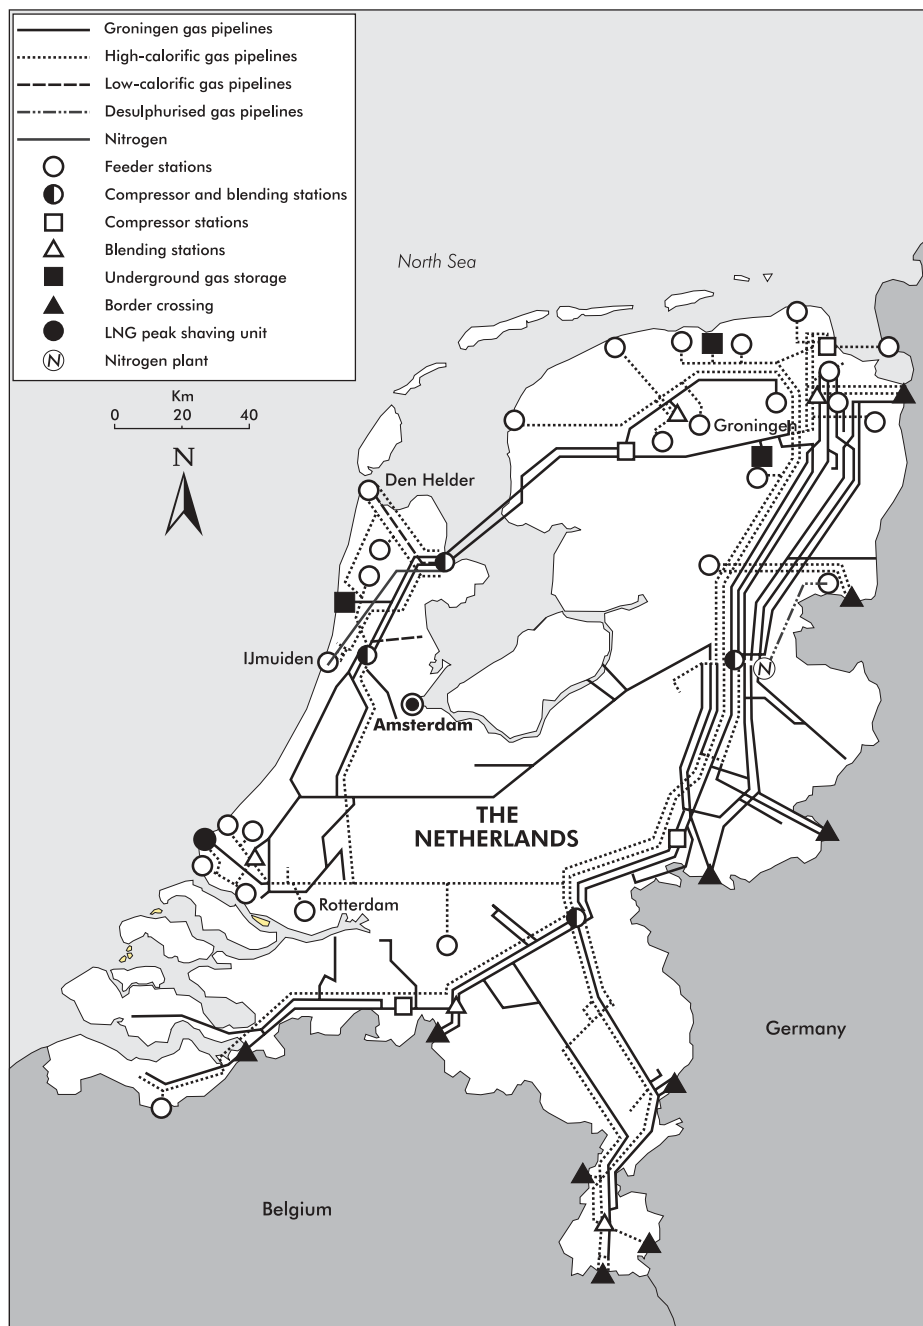 Groningen gas pipelines
High-calorific gas pipelines
Low-calorific gas pipelines
Desulphurised gas pipelines
Nitrogen
Feeder stations
Compressor and blending stations
Compressor stations
Blending stations
Underground gas storage
Border crossing
LNG peak shaving unit
N Nitrogen plant
North Sea
Km
0 20 40
N
Groningen
Den Helder
IJmuiden
N
Amsterdam
THE
NETHERLANDS
Rotterdam
Germany
Belgium